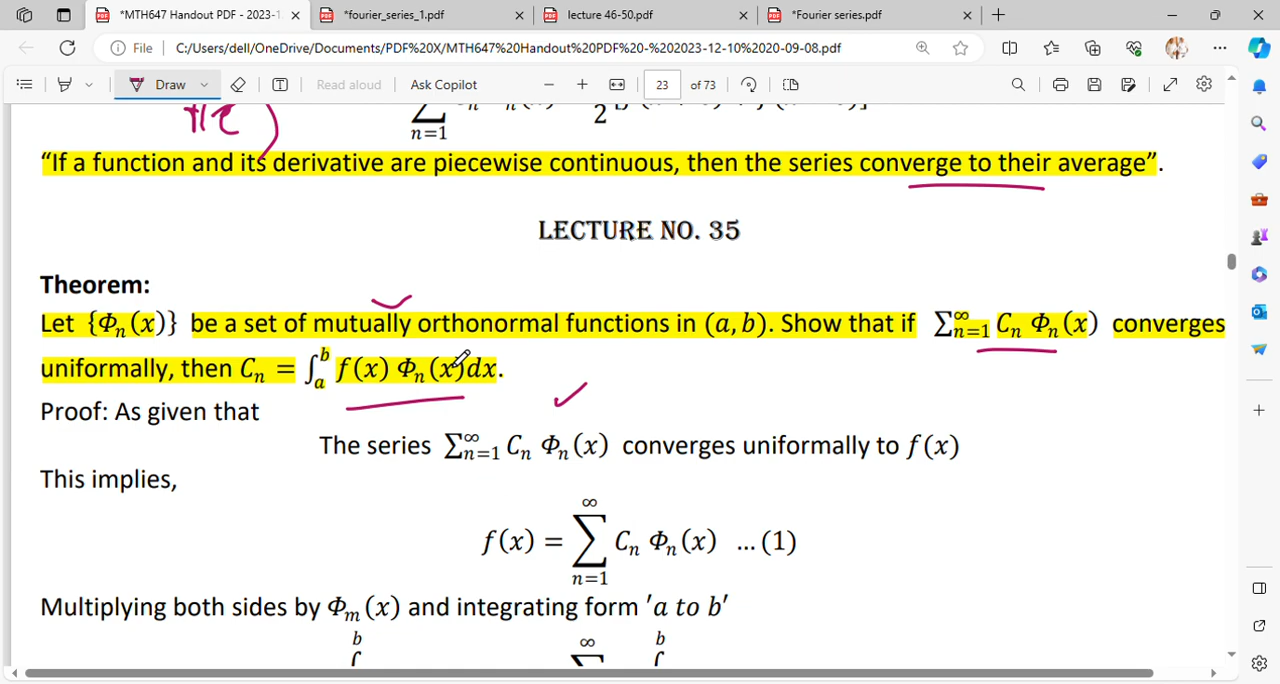 *MTH647 Handout PDF - 2023-1
*fourier_series_1.pdf
lecture 46-50.pdf
*Fourier series.pdf
File
C:/Users/dell/OneDrive/Documents/PDF%20X/MTH647%20Handout%20PDF%20-%202023-12-10%2020-09-08.pdf
Draw
Read aloud
Ask Copilot
23
of 73
n=1
2
“If a function and its derivative are piecewise continuous, then the series converge to their average”.
LECTURE NO. 35
Theorem:
Let {Φₙ(x)} be a set of mutually orthonormal functions in (a, b). Show that if ∑ₙ₌₁^∞ Cₙ Φₙ(x) converges
uniformally, then Cₙ = ∫ₐᵇ f(x) Φₙ(x)dx.
Proof: As given that
The series ∑ₙ₌₁^∞ Cₙ Φₙ(x) converges uniformally to f(x)
This implies,
f(x) = ∑ₙ₌₁^∞ Cₙ Φₙ(x) …(1)
Multiplying both sides by Φₘ(x) and integrating form 'a to b'
b ∞ b